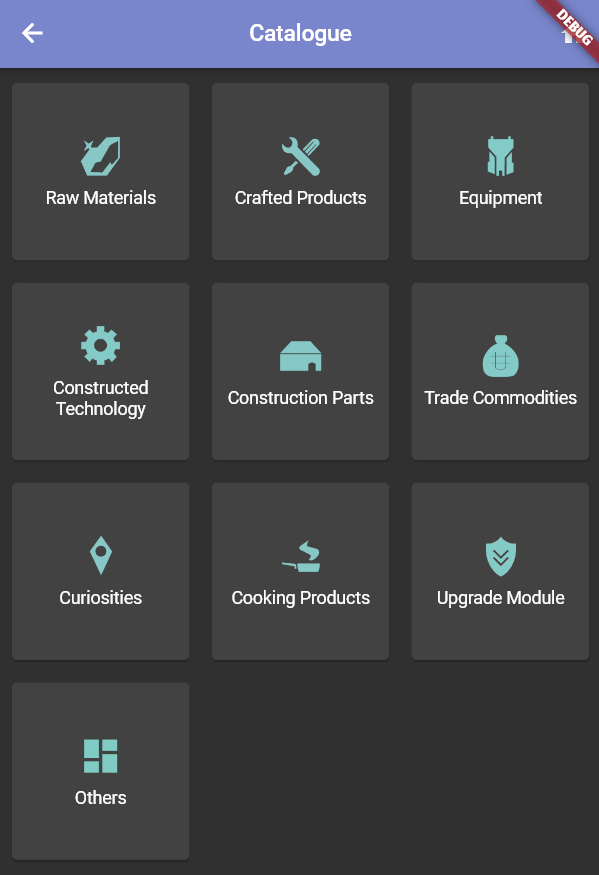 Catalogue
DEBUG
Raw Materials
Crafted Products
Equipment
Constructed
Technology
Construction Parts
Trade Commodities
Curiosities
Cooking Products
Upgrade Module
Others